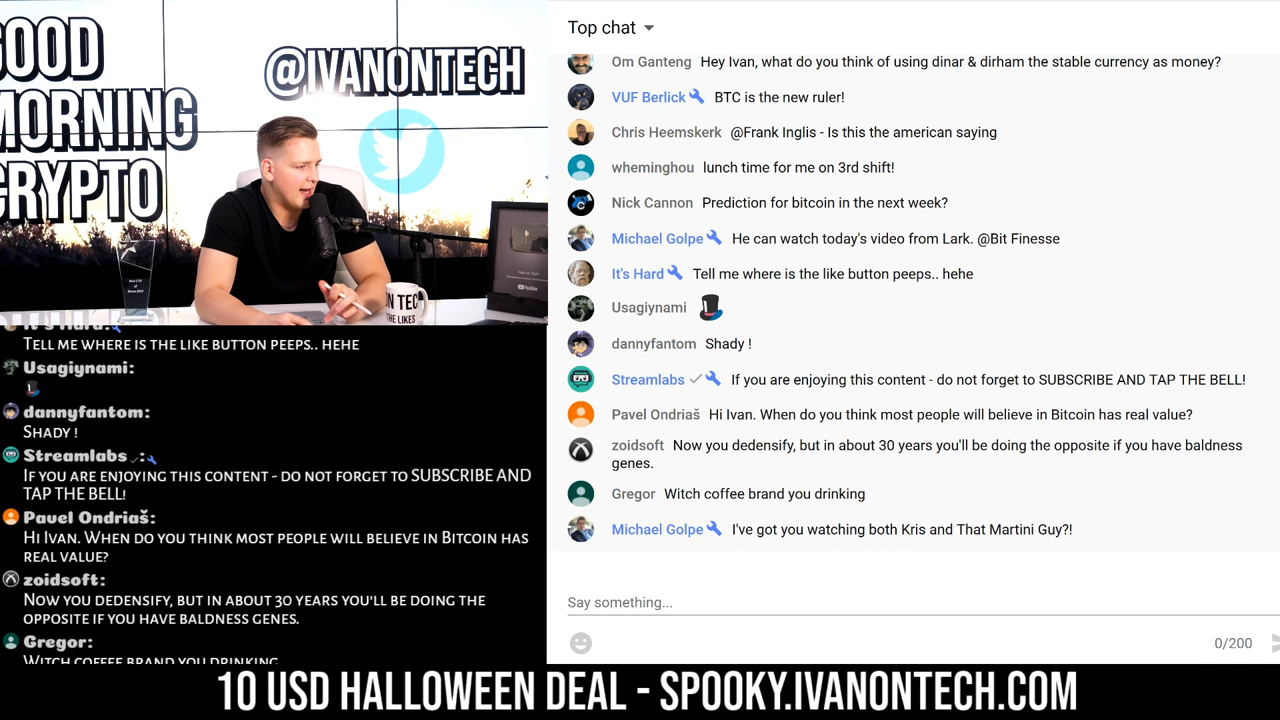 GOOD
MORNING
CRYPTO
@IVANONTECH
YouTube
ON TEC
THE LIKES
It's Hard:
TELL ME WHERE IS THE LIKE BUTTON PEEPS.. HEHE
Usagiynami:
dannyfantom:
SHADY !
Streamlabs :
IF YOU ARE ENJOYING THIS CONTENT - DO NOT FORGET TO SUBSCRIBE AND
TAP THE BELL!
Pavel Ondriaš:
HI IVAN. WHEN DO YOU THINK MOST PEOPLE WILL BELIEVE IN BITCOIN HAS
REAL VALUE?
zoidsoft:
NOW YOU DEDENSIFY, BUT IN ABOUT 30 YEARS YOU'LL BE DOING THE
OPPOSITE IF YOU HAVE BALDNESS GENES.
Gregor:
WITCH COFFEE BRAND YOU DRINKING
Top chat
Om Ganteng Hey Ivan, what do you think of using dinar & dirham the stable currency as money?
VUF Berlick BTC is the new ruler!
Chris Heemskerk @Frank Inglis - Is this the american saying
wheminghou lunch time for me on 3rd shift!
Nick Cannon Prediction for bitcoin in the next week?
Michael Golpe He can watch today's video from Lark. @Bit Finesse
It's Hard Tell me where is the like button peeps.. hehe
Usagiynami
dannyfantom Shady !
Streamlabs If you are enjoying this content - do not forget to SUBSCRIBE AND TAP THE BELL!
Pavel Ondriaš Hi Ivan. When do you think most people will believe in Bitcoin has real value?
zoidsoft Now you dedensify, but in about 30 years you'll be doing the opposite if you have baldness
genes.
Gregor Witch coffee brand you drinking
Michael Golpe I've got you watching both Kris and That Martini Guy?!
Say something...
0/200
10 USD HALLOWEEN DEAL - SPOOKY.IVANONTECH.COM